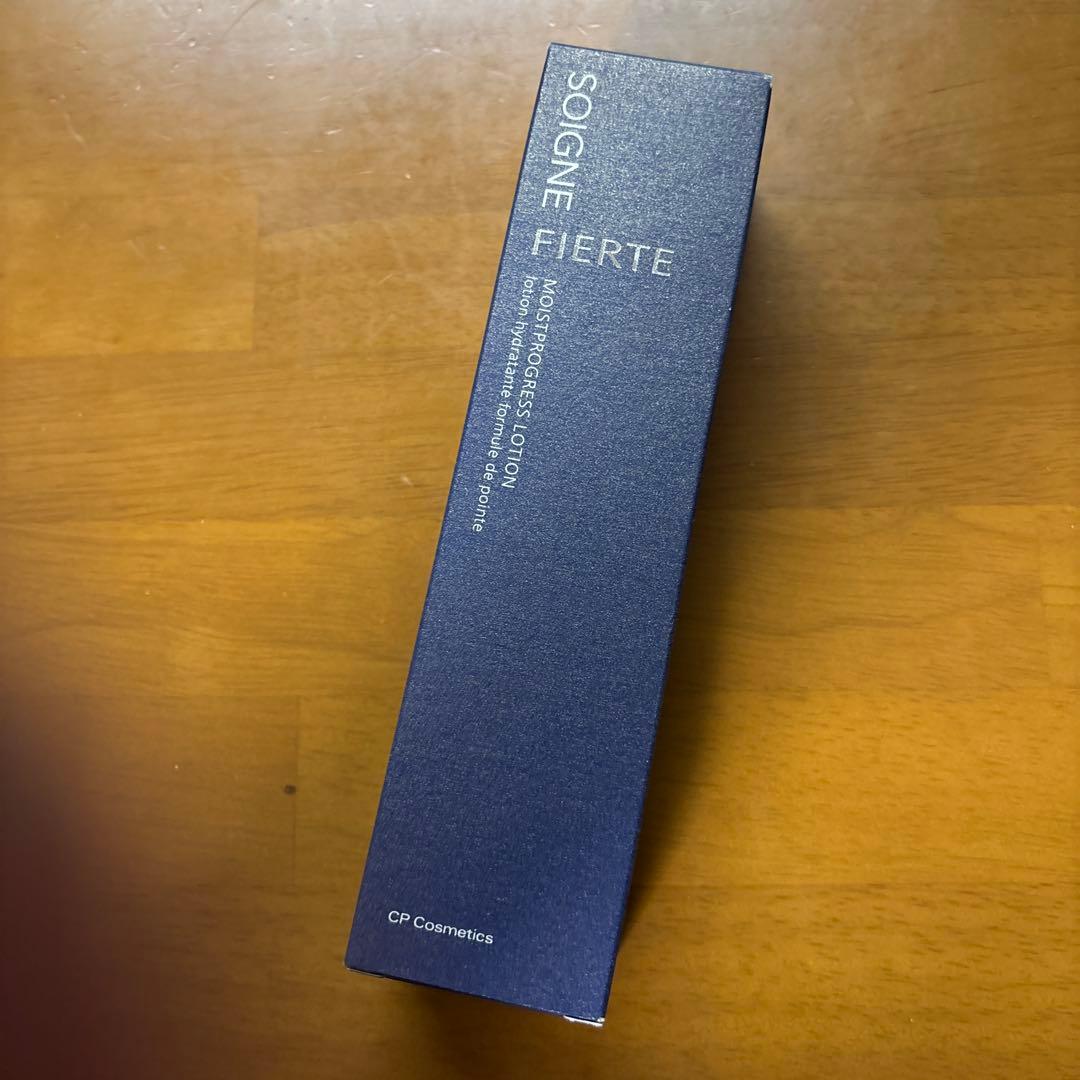 SOIGNE
FIERTE
MOISTPROGRESS LOTION
lotion hydratante formule de pointe
CP Cosmetics